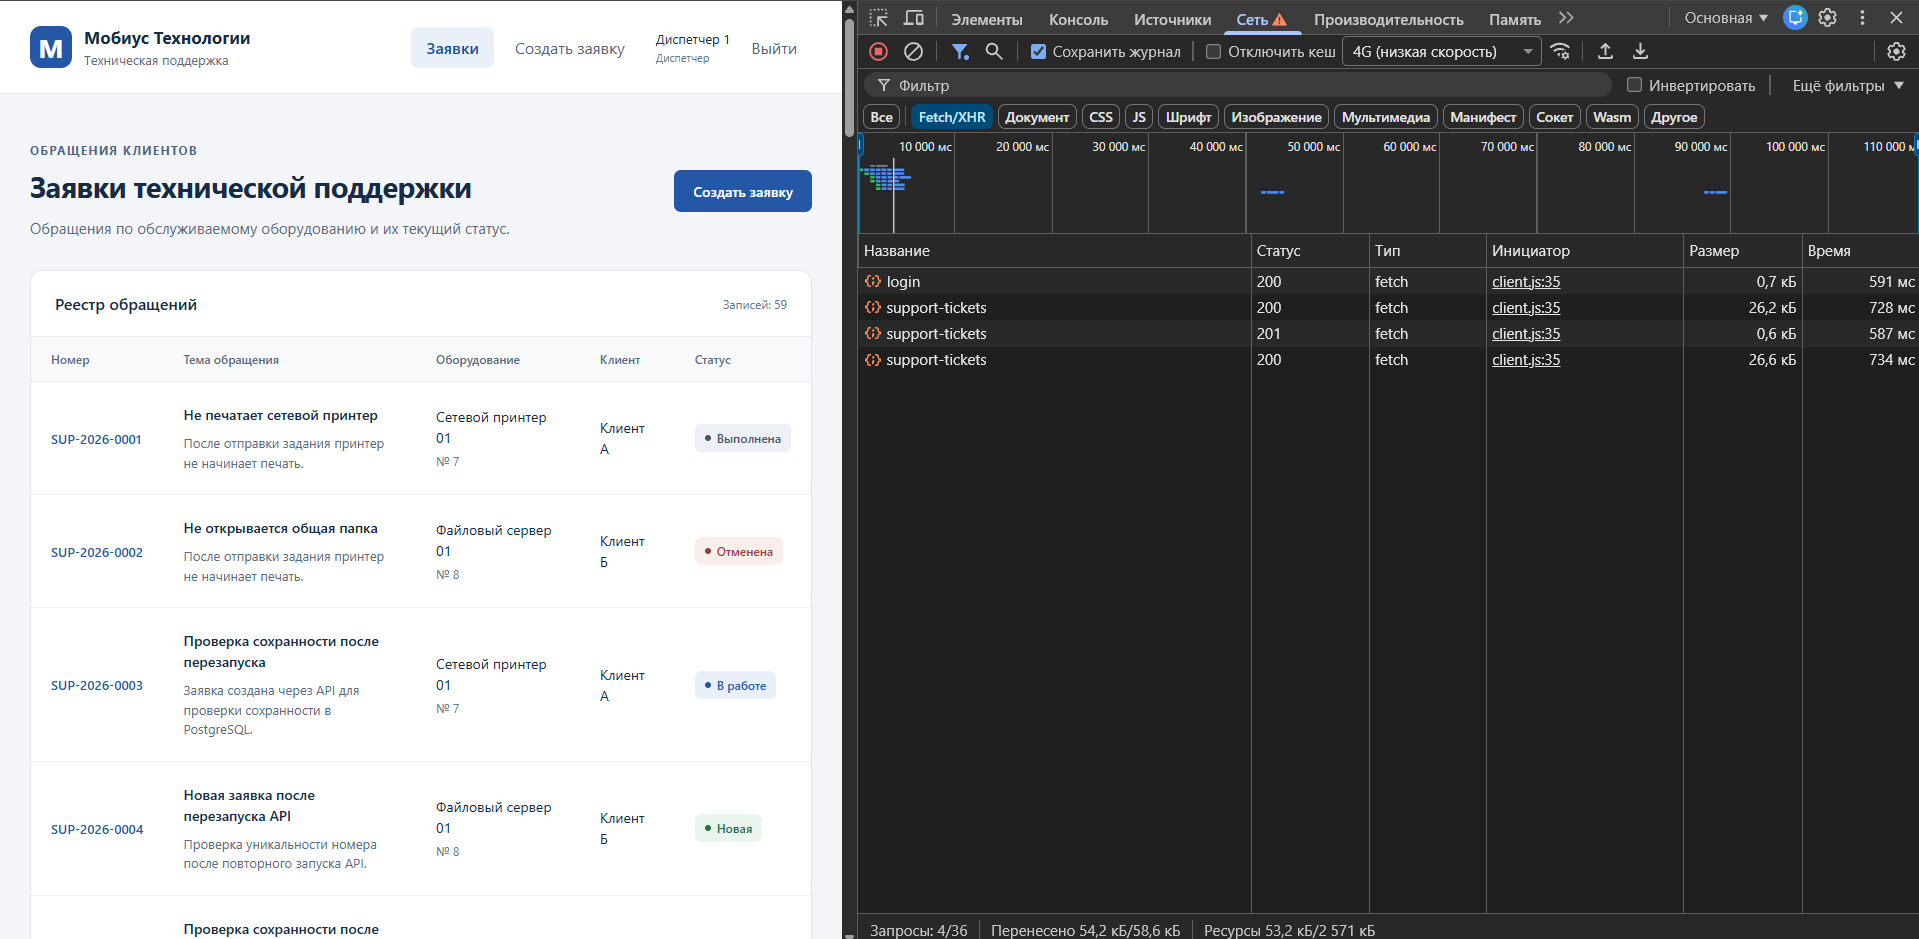 М
Мобиус Технологии
Техническая поддержка
Заявки
Создать заявку
Диспетчер 1
Диспетчер
Выйти
ОБРАЩЕНИЯ КЛИЕНТОВ
Заявки технической поддержки
Создать заявку
Обращения по обслуживаемому оборудованию и их текущий статус.
Реестр обращений
Записей: 59
Номер Тема обращения Оборудование Клиент Статус
SUP-2026-0001
Не печатает сетевой принтер
После отправки задания принтер
не начинает печать.
Сетевой принтер
01
№ 7
Клиент
А
Выполнена
SUP-2026-0002
Не открывается общая папка
После отправки задания принтер
не начинает печать.
Файловый сервер
01
№ 8
Клиент
Б
Отменена
SUP-2026-0003
Проверка сохранности после
перезапуска
Заявка создана через API для
проверки сохранности в
PostgreSQL.
Сетевой принтер
01
№ 7
Клиент
А
В работе
SUP-2026-0004
Новая заявка после
перезапуска API
Проверка уникальности номера
после повторного запуска API.
Файловый сервер
01
№ 8
Клиент
Б
Новая
Проверка сохранности после
Элементы Консоль Источники Сеть Производительность Память Основная
Сохранить журнал Отключить кеш 4G (низкая скорость)
Фильтр Инвертировать Ещё фильтры
Все Fetch/XHR Документ CSS JS Шрифт Изображение Мультимедиа Манифест Сокет Wasm Другое
10 000 мс 20 000 мс 30 000 мс 40 000 мс 50 000 мс 60 000 мс 70 000 мс 80 000 мс 90 000 мс 100 000 мс 110 000 м
Название Статус Тип Инициатор Размер Время
login 200 fetch client.js:35 0,7 кБ 591 мс
support-tickets 200 fetch client.js:35 26,2 кБ 728 мс
support-tickets 201 fetch client.js:35 0,6 кБ 587 мс
support-tickets 200 fetch client.js:35 26,6 кБ 734 мс
Запросы: 4/36 Перенесено 54,2 кБ/58,6 кБ Ресурсы 53,2 кБ/2 571 кБ